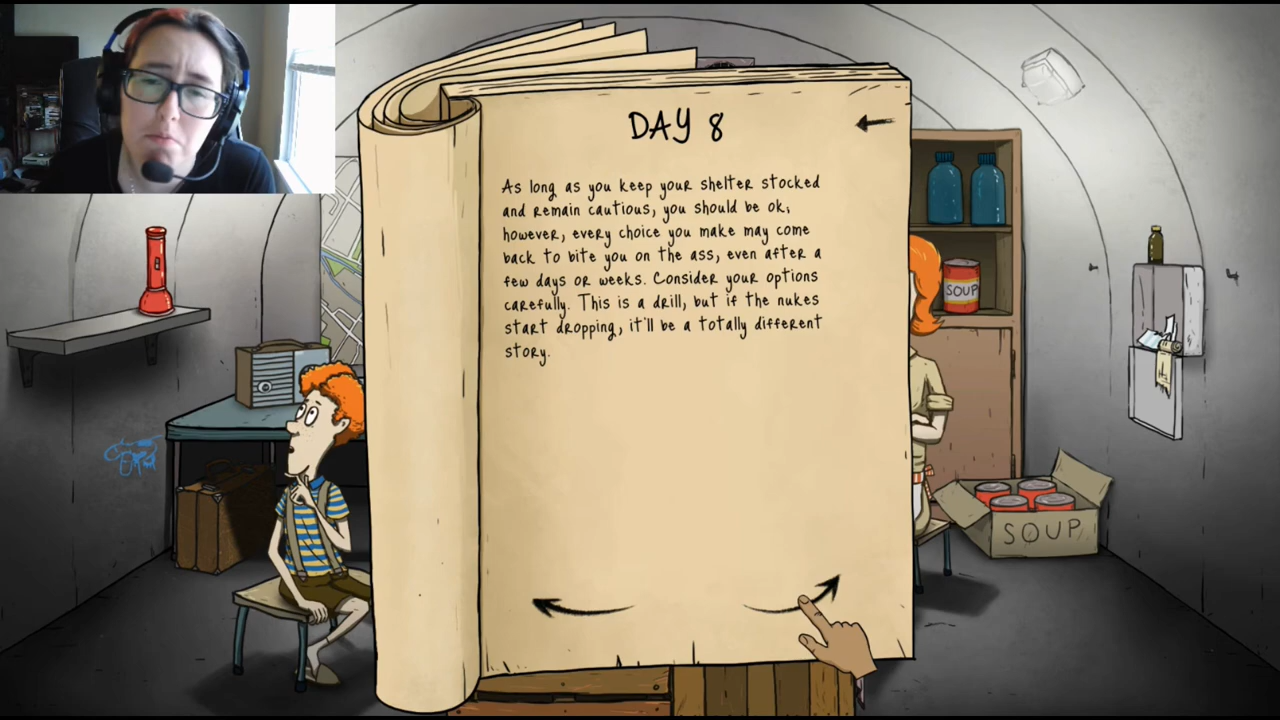 DAY 8
As long as you keep your shelter stocked
and remain cautious, you should be ok,
however, every choice you make may come
back to bite you on the ass, even after a
few days or weeks. Consider your options
carefully. This is a drill, but if the nukes
start dropping, it'll be a totally different
story.
SOUP
SOUP